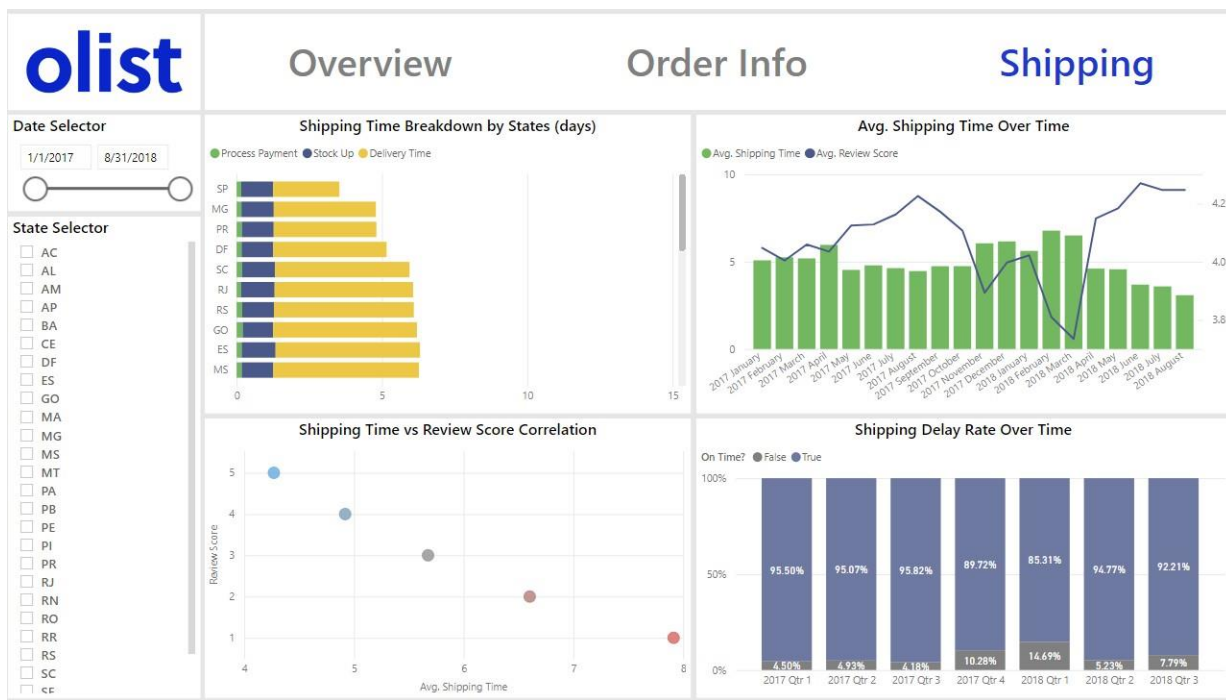 olist
Overview
Order Info
Shipping
Date Selector
1/1/2017 8/31/2018
State Selector
AC
AL
AM
AP
BA
CE
DF
ES
GO
MA
MG
MS
MT
PA
PB
PE
PI
PR
RJ
RN
RO
RR
RS
SC
SE
Shipping Time Breakdown by States (days)
Process Payment Stock Up Delivery Time
SP
MG
PR
DF
SC
RJ
RS
GO
ES
MS
0 5 10 15
Avg. Shipping Time Over Time
Avg. Shipping Time Avg. Review Score
10
5
0
4.2
4.0
3.8
2017 January
2017 February
2017 March
2017 April
2017 May
2017 June
2017 July
2017 August
2017 September
2017 October
2017 November
2017 December
2018 January
2018 February
2018 March
2018 April
2018 May
2018 June
2018 July
2018 August
Shipping Time vs Review Score Correlation
Review Score
5
4
3
2
1
4 5 6 7 8
Avg. Shipping Time
Shipping Delay Rate Over Time
On Time? False True
100%
50%
0%
95.50% 95.07% 95.82% 89.72% 85.31% 94.77% 92.21%
4.50% 4.93% 4.18% 10.28% 14.69% 5.23% 7.79%
2017 Qtr 1 2017 Qtr 2 2017 Qtr 3 2017 Qtr 4 2018 Qtr 1 2018 Qtr 2 2018 Qtr 3